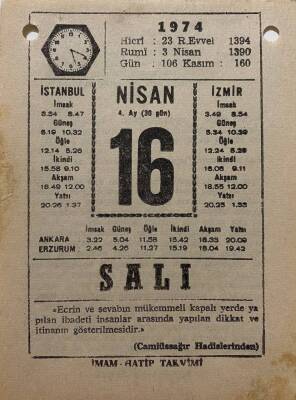 1974
Hicrî : 23 R.Evvel 1394
Rumî : 3 Nisan 1390
Gün : 106 Kasım : 160
İSTANBUL NİSAN İZMİR
4. Ay (30 gün)
İmsak İmsak
3.34 8.47 3.49 8.54
Güneş Güneş
5.19 10.32 5.34 10.39
Öğle Öğle
12.14 5.26 12.24 5.28
İkindi İkindi
15.58 9.10 16.06 9.11
Akşam Akşam
18.49 12.00 18.55 12.00
Yatsı Yatsı
20.26 1.37 20.25 1.33
16
İmsak Güneş Öğle İkindi Akşam Yatsı
ANKARA 3.22 5.04 11.58 15.42 18.33 20.09
ERZURUM : 2.46 4.26 11.27 15.19 18.04 19.42
SALI
«Ecrin ve sevabın mükemmeli kapalı yerde ya
pılan ibadeti insanlar arasında yapılan dikkat ve
itinanın gösterilmesidir.»
(Camiüssağır Hadislerinden)
İMAM - HATİP TAKVİMİ